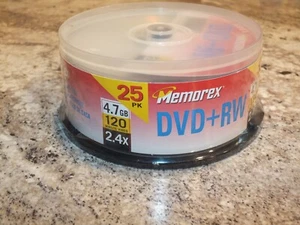 25
PK
Memorex
4.7GB
DVD+RW
120
2.4x